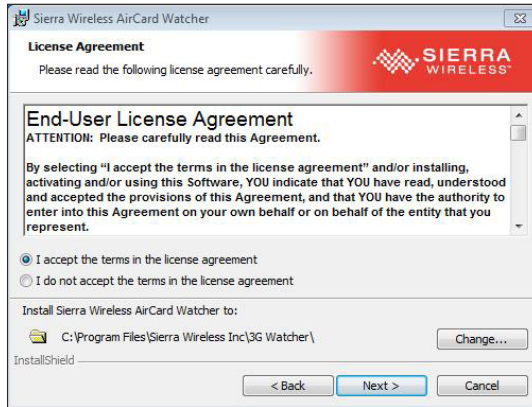 Sierra Wireless AirCard Watcher
License Agreement
Please read the following license agreement carefully.
SIERRA
WIRELESS™
End-User License Agreement
ATTENTION: Please carefully read this Agreement.
By selecting “I accept the terms in the license agreement” and/or installing,
activating and/or using this Software, YOU indicate that YOU have read, understood
and accepted the provisions of this Agreement, and that YOU have the authority to
enter into this Agreement on your own behalf or on behalf of the entity that you
represent.
I accept the terms in the license agreement
I do not accept the terms in the license agreement
Install Sierra Wireless AirCard Watcher to:
C:\Program Files\Sierra Wireless Inc\3G Watcher\
Change...
InstallShield
< Back
Next >
Cancel